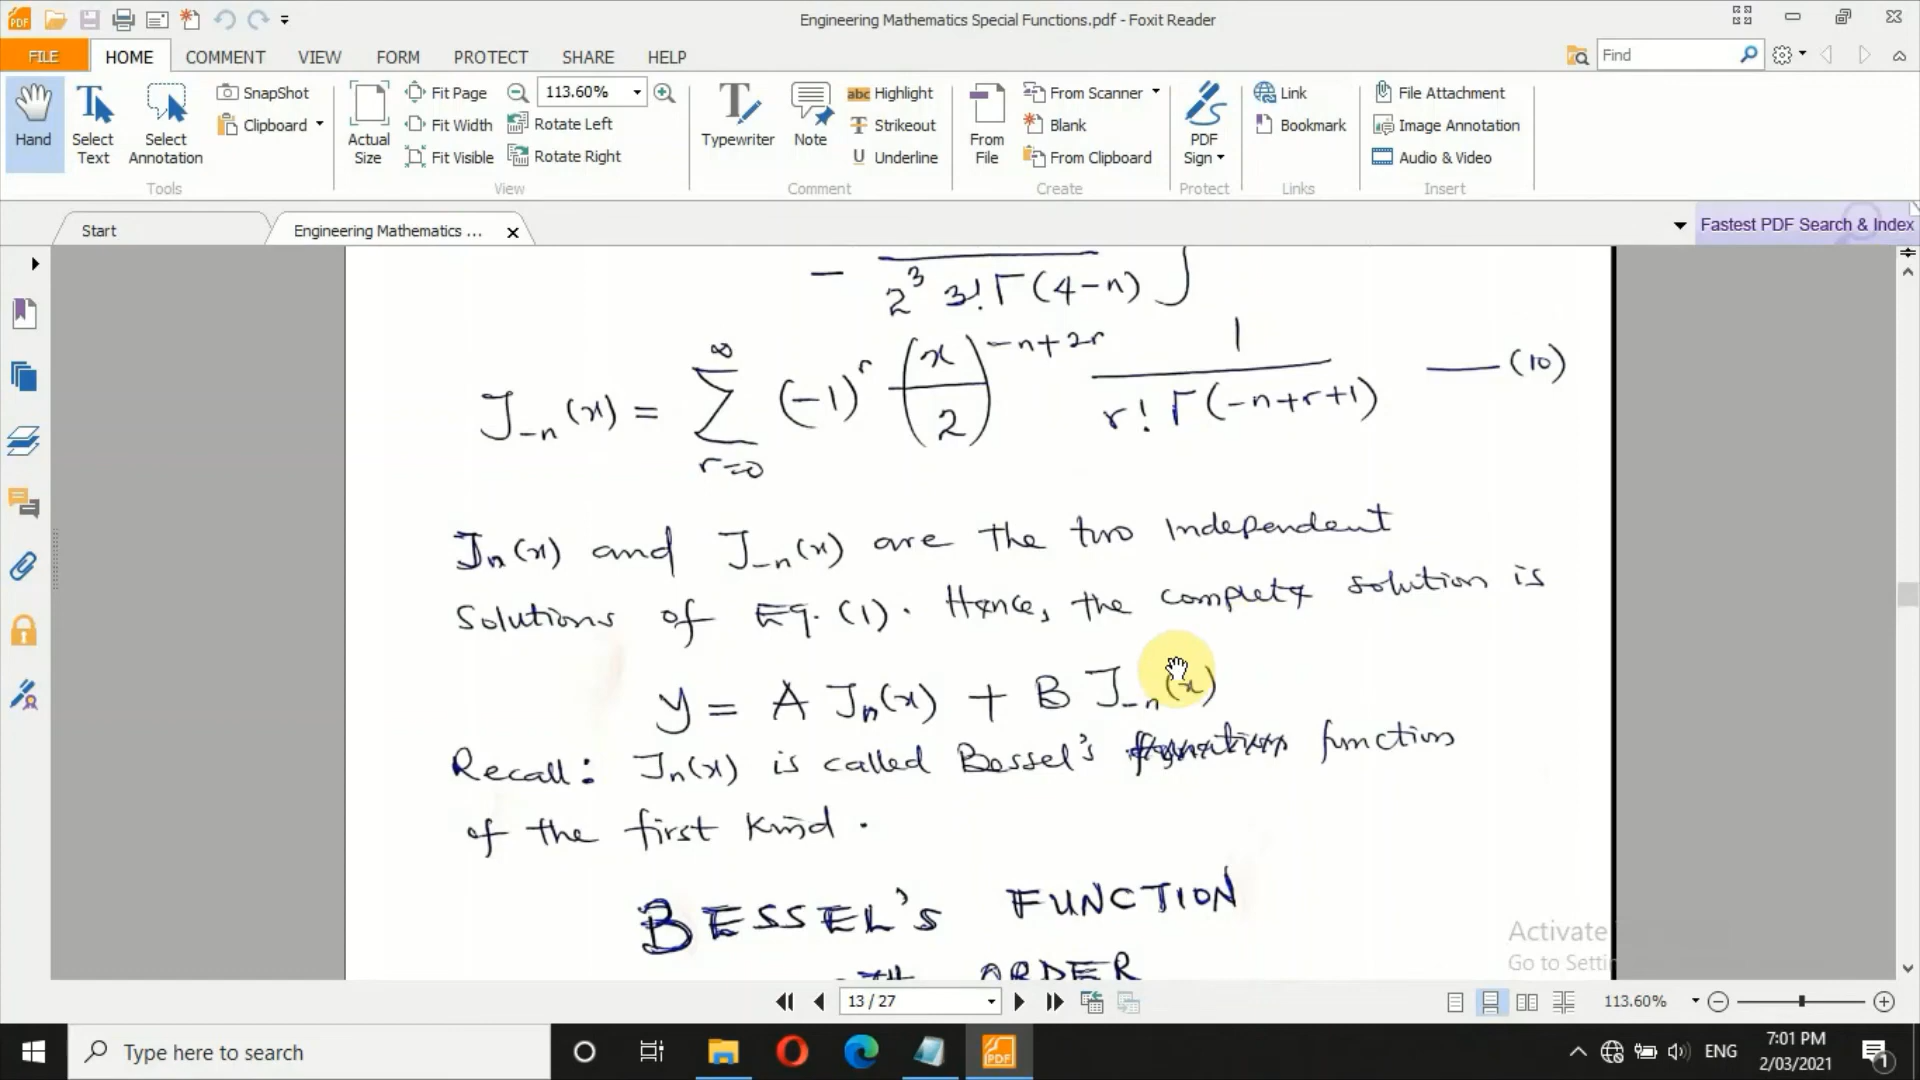 Engineering Mathematics Special Functions.pdf - Foxit Reader
FILE HOME COMMENT VIEW FORM PROTECT SHARE HELP Find
Hand
Select Text
Select Annotation
SnapShot
Clipboard
Tools
Actual Size
Fit Page
Fit Width
Fit Visible
113.60%
Rotate Left
Rotate Right
View
Typewriter
Note
Highlight
Strikeout
Underline
Comment
From File
From Scanner
Blank
From Clipboard
Create
PDF Sign
Protect
Link
Bookmark
Links
File Attachment
Image Annotation
Audio & Video
Insert
Start
Engineering Mathematics ...
Fastest PDF Search & Index
- 2³ 3! Γ(4-n) ]
J₋ₙ(x) = ∑_{r=0}^{∞} (-1)^r (x/2)^{-n+2r} 1/(r! Γ(-n+r+1)) —— (10)
Jₙ(x) and J₋ₙ(x) are the two independent
solutions of Eq. (1). Hence, the complete solution is
y = A Jₙ(x) + B J₋ₙ(x)
Recall: Jₙ(x) is called Bessel's function
of the first kind.
BESSEL'S FUNCTION
ORDER
Activate
Go to Setti
13 / 27
113.60%
Type here to search
ENG
7:01 PM
2/03/2021
1